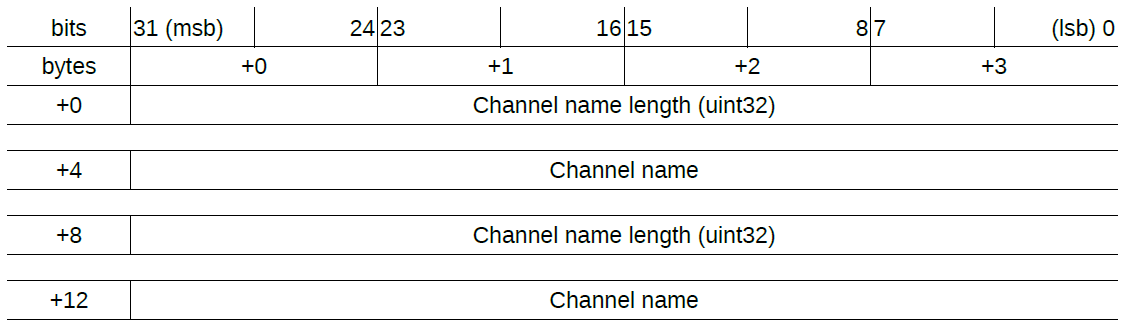 bits 31 (msb) 24 23 16 15 8 7 (lsb) 0
bytes +0 +1 +2 +3
+0 Channel name length (uint32)
+4 Channel name
+8 Channel name length (uint32)
+12 Channel name